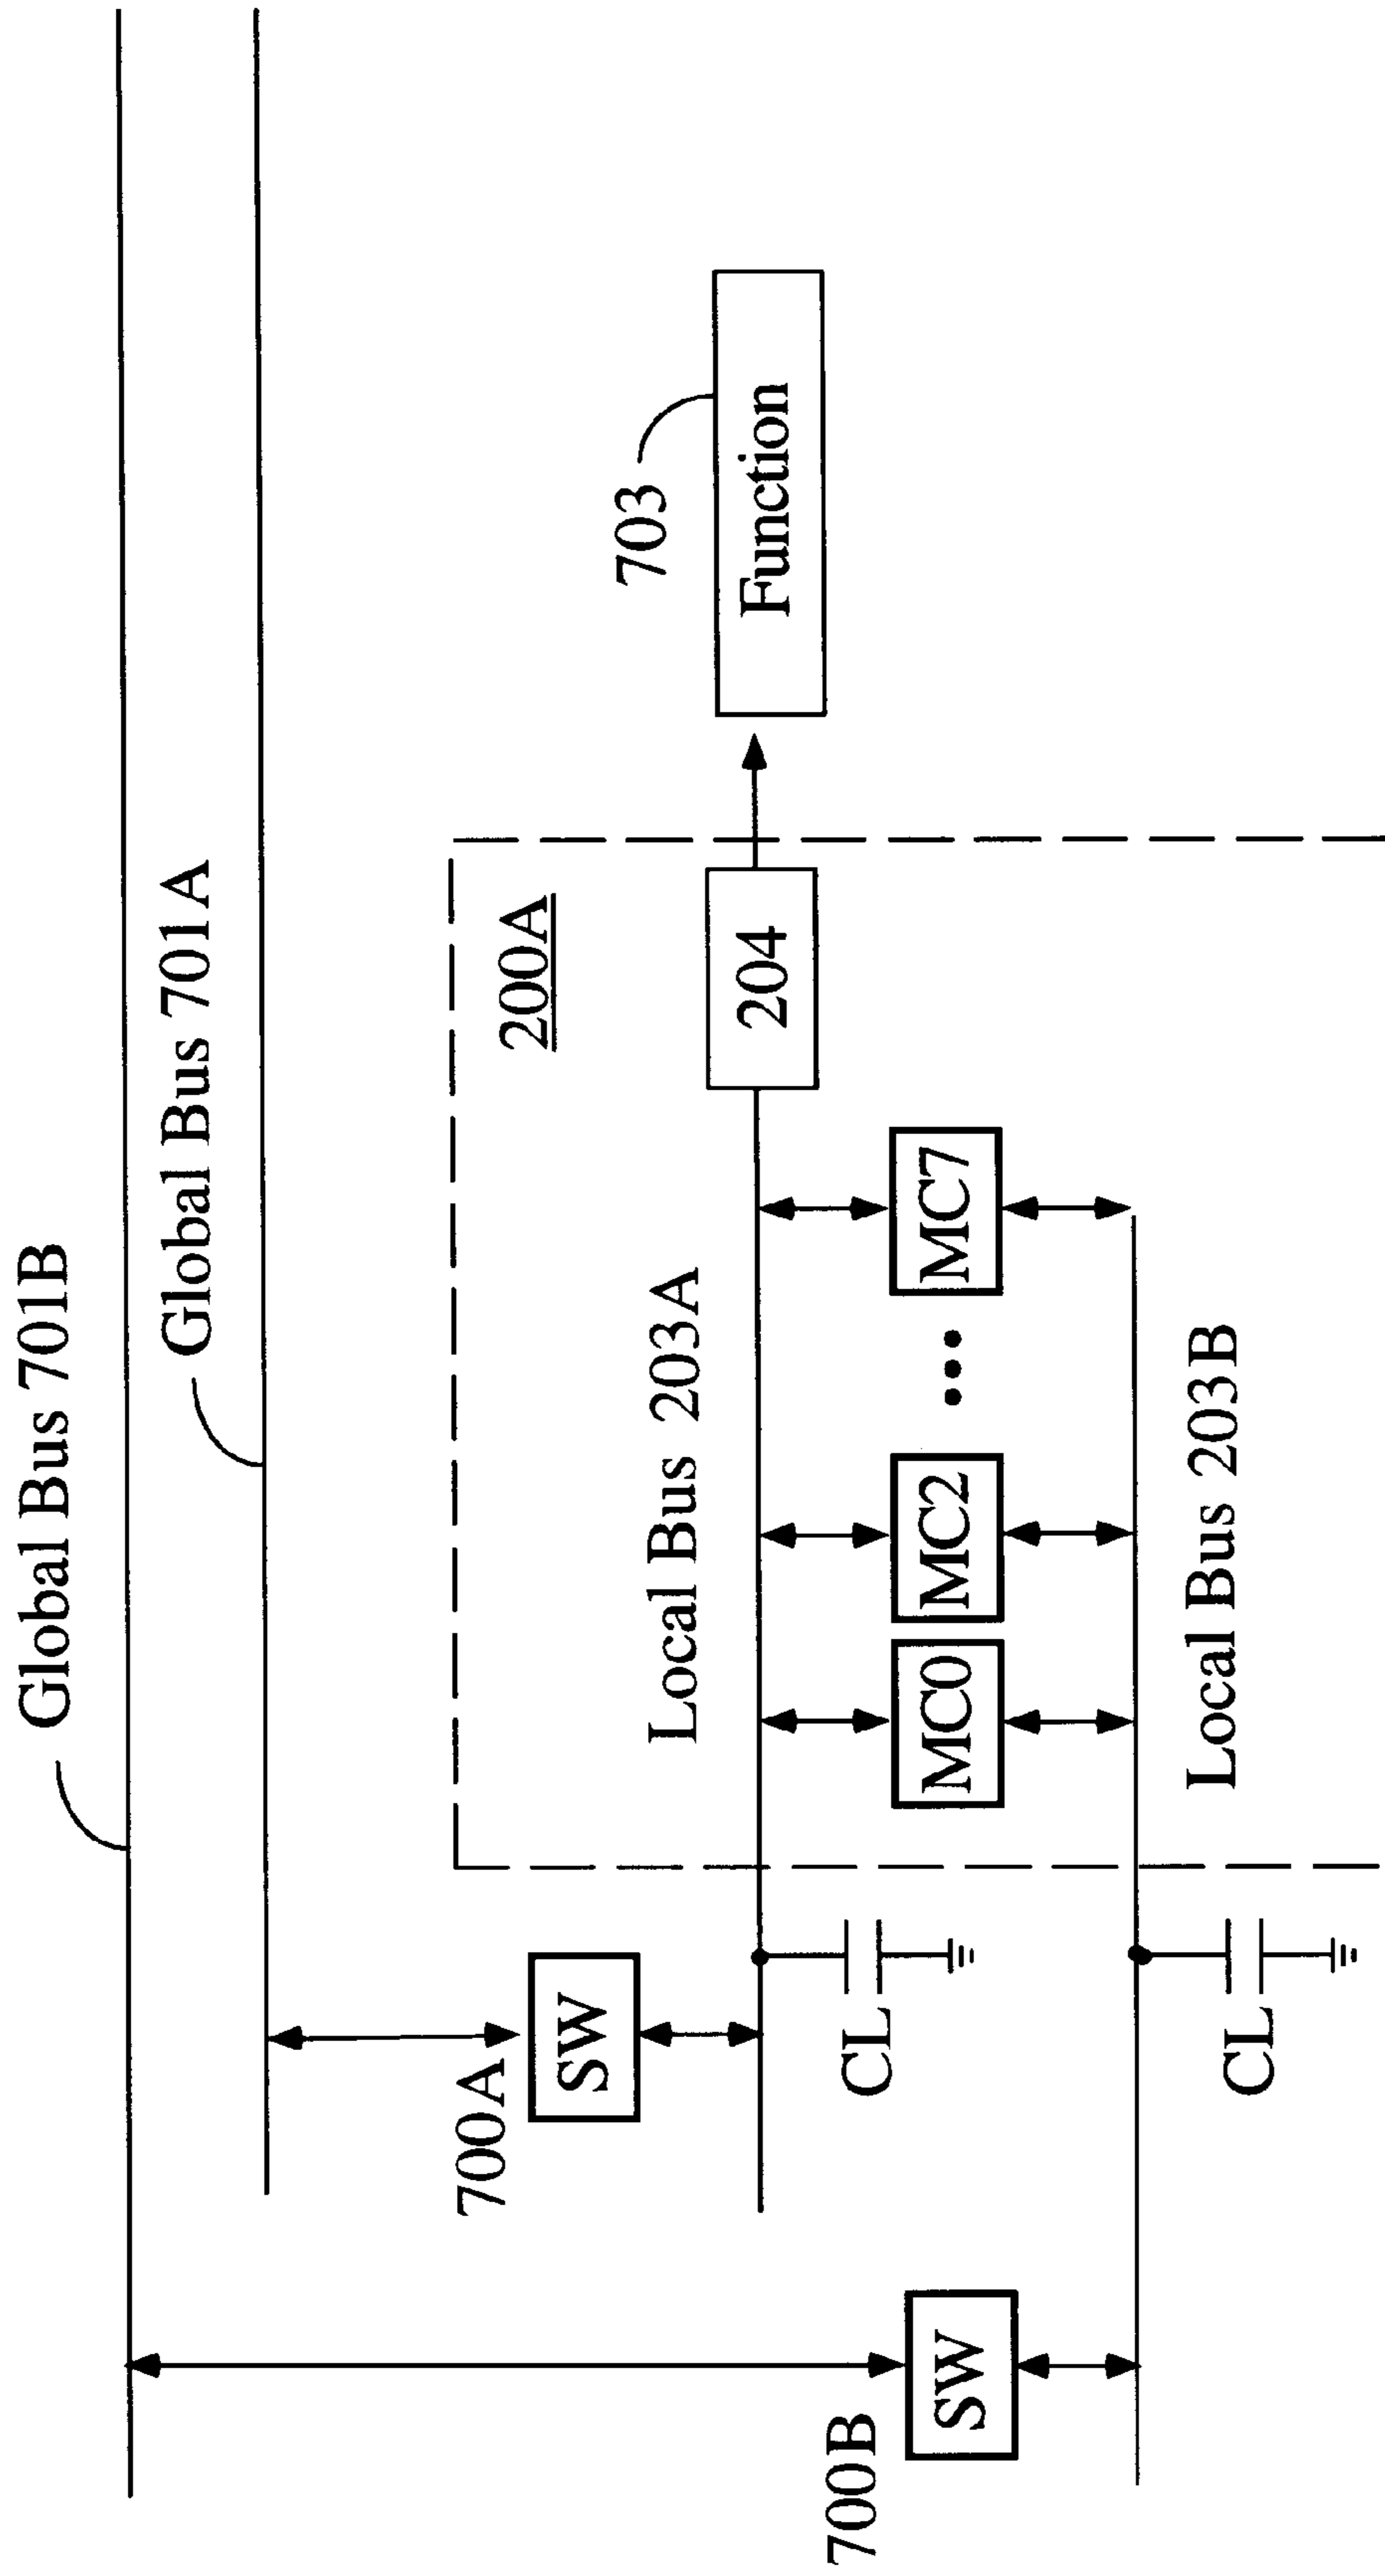 Global Bus 701B
Global Bus 701A
200A
703
700A
SW
Local Bus 203A
204
Function
CL
MC0
MC2
MC7
700B
SW
Local Bus 203B
CL